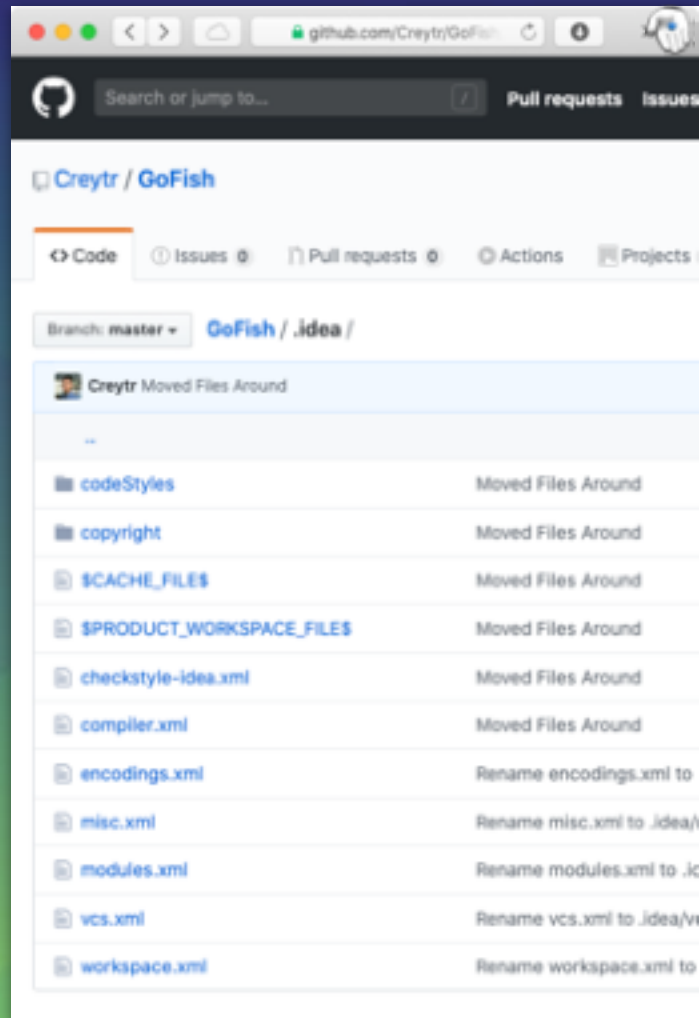 github.com/Creytr/GoFish
Search or jump to... / Pull requests Issues
Creytr / GoFish
Code Issues 0 Pull requests 0 Actions Projects
Branch: master GoFish / .idea /
Creytr Moved Files Around
..
codeStyles Moved Files Around
copyright Moved Files Around
$CACHE_FILE$ Moved Files Around
$PRODUCT_WORKSPACE_FILE$ Moved Files Around
checkstyle-idea.xml Moved Files Around
compiler.xml Moved Files Around
encodings.xml Rename encodings.xml to
misc.xml Rename misc.xml to .idea/
modules.xml Rename modules.xml to
vcs.xml Rename vcs.xml to .idea/
workspace.xml Rename workspace.xml to